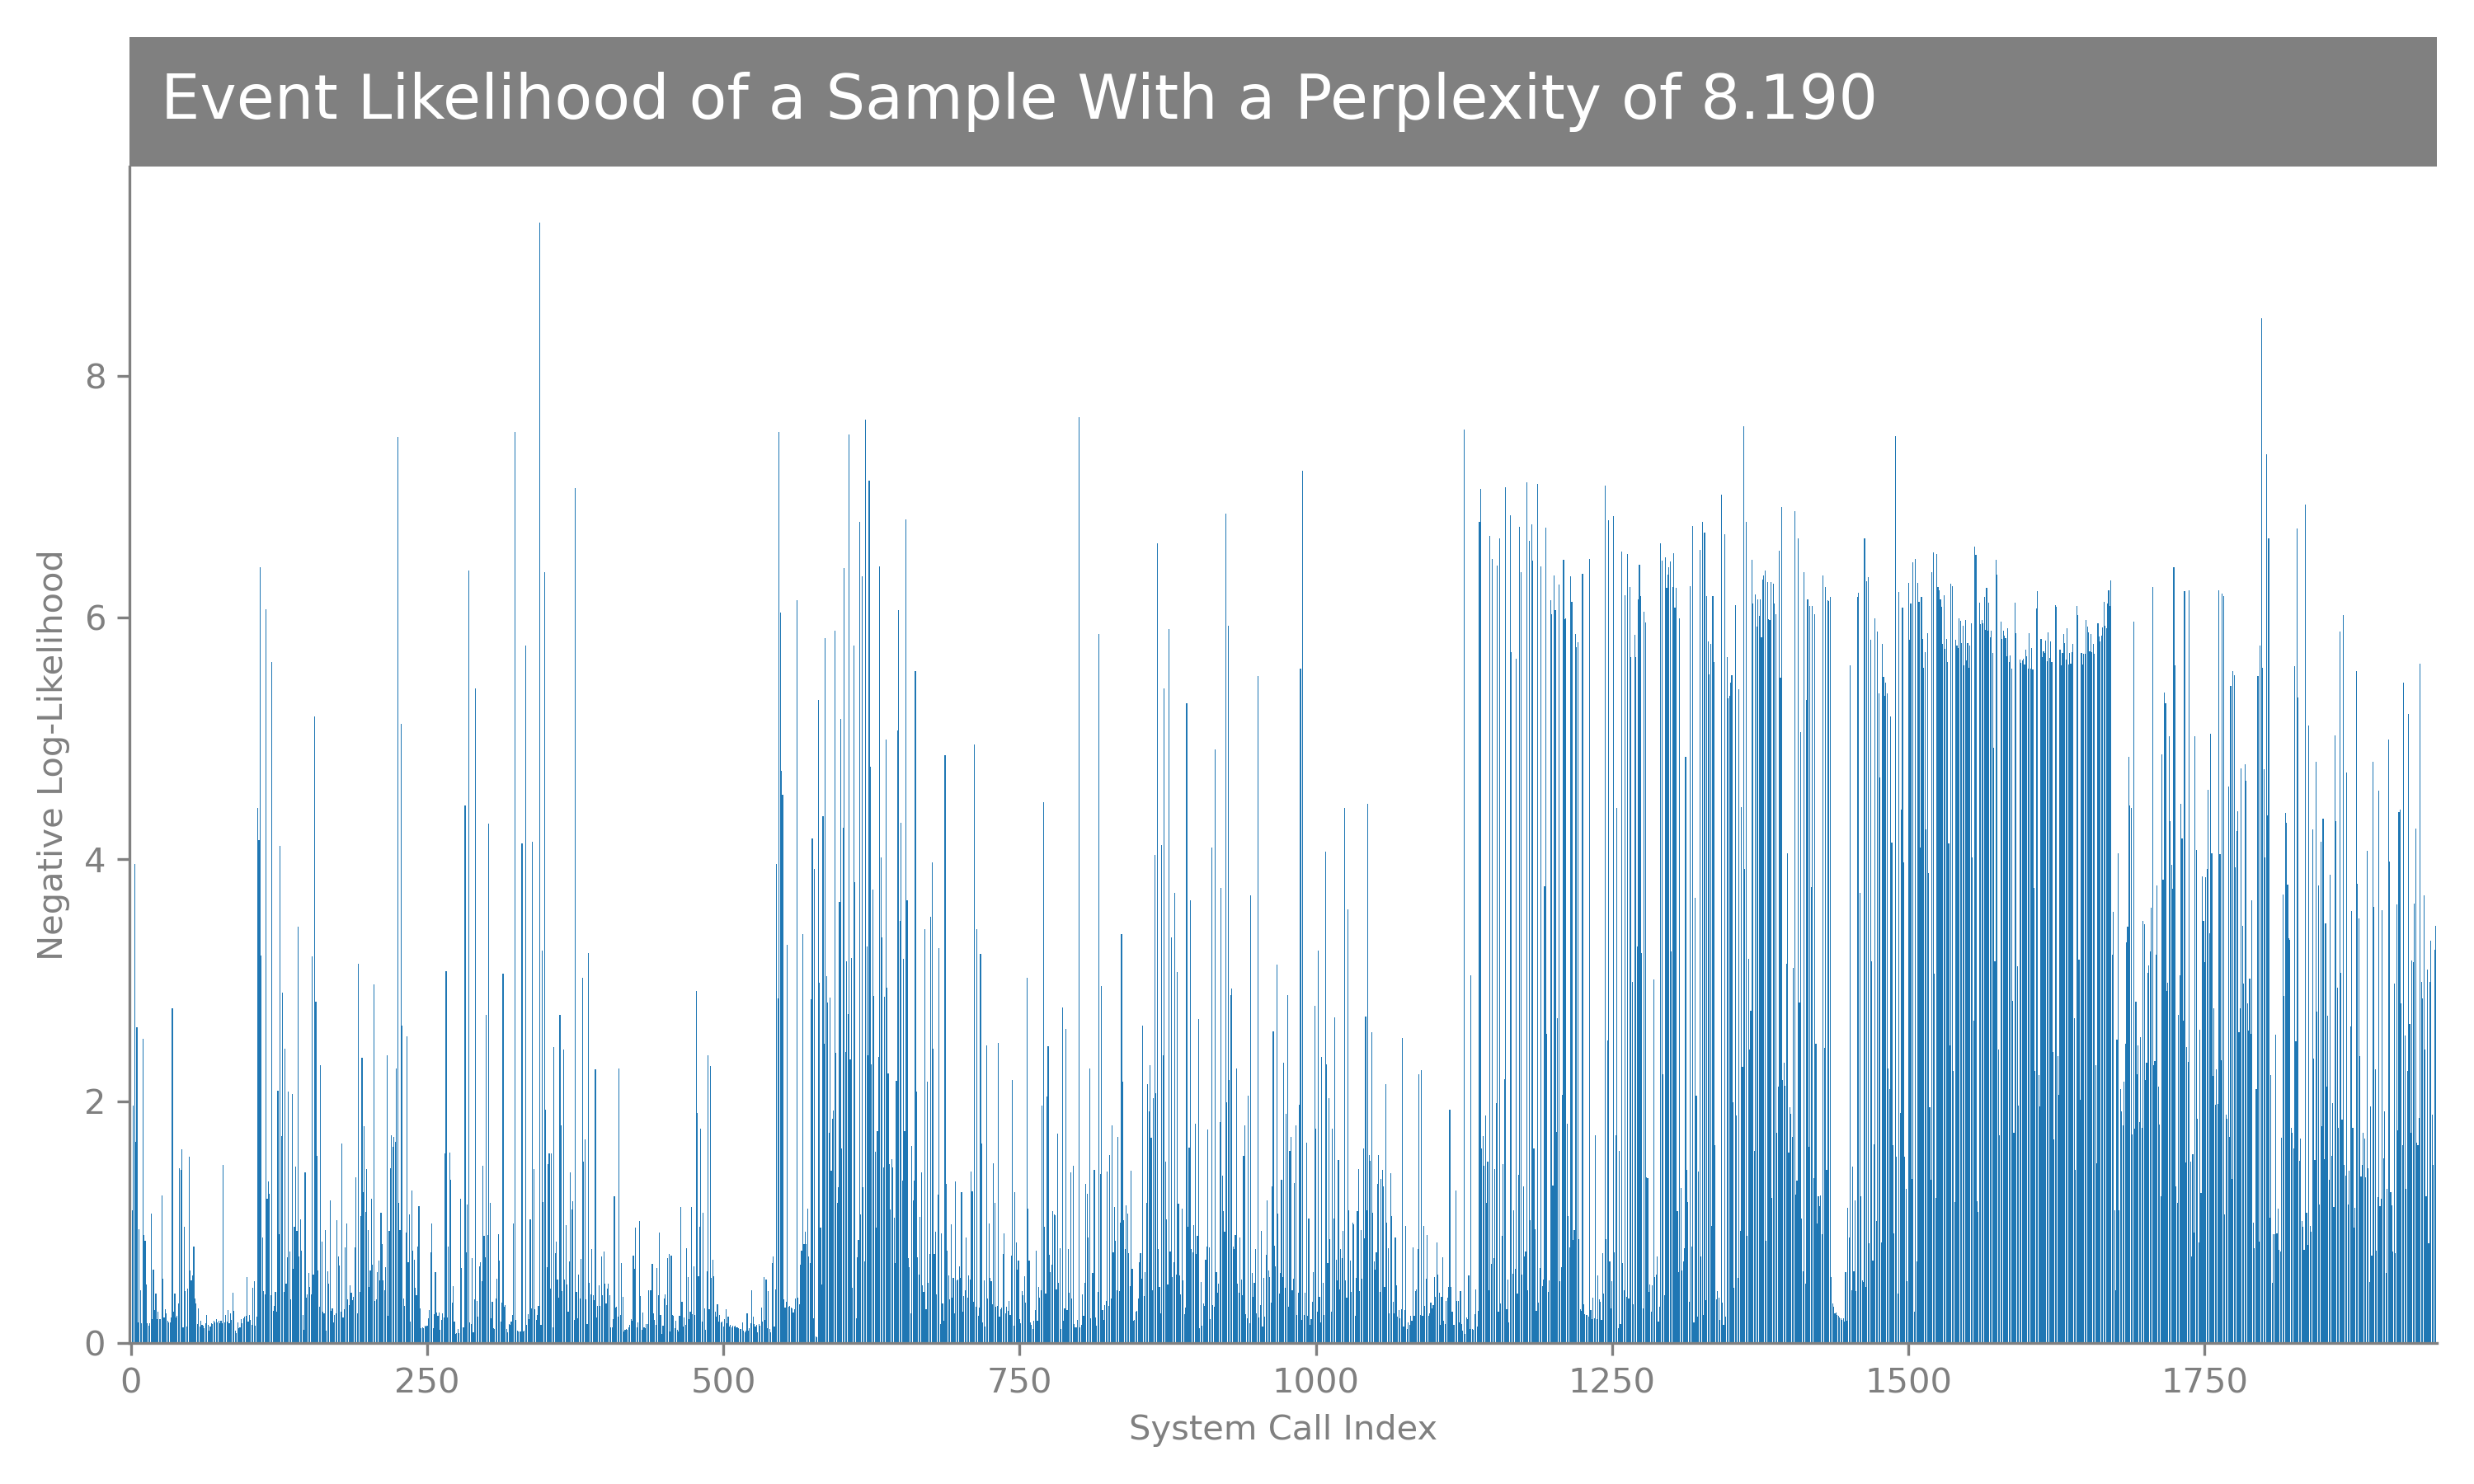 Event Likelihood of a Sample With a Perplexity of 8.190
Negative Log-Likelihood
8
6
4
2
0
0 250 500 750 1000 1250 1500 1750
System Call Index